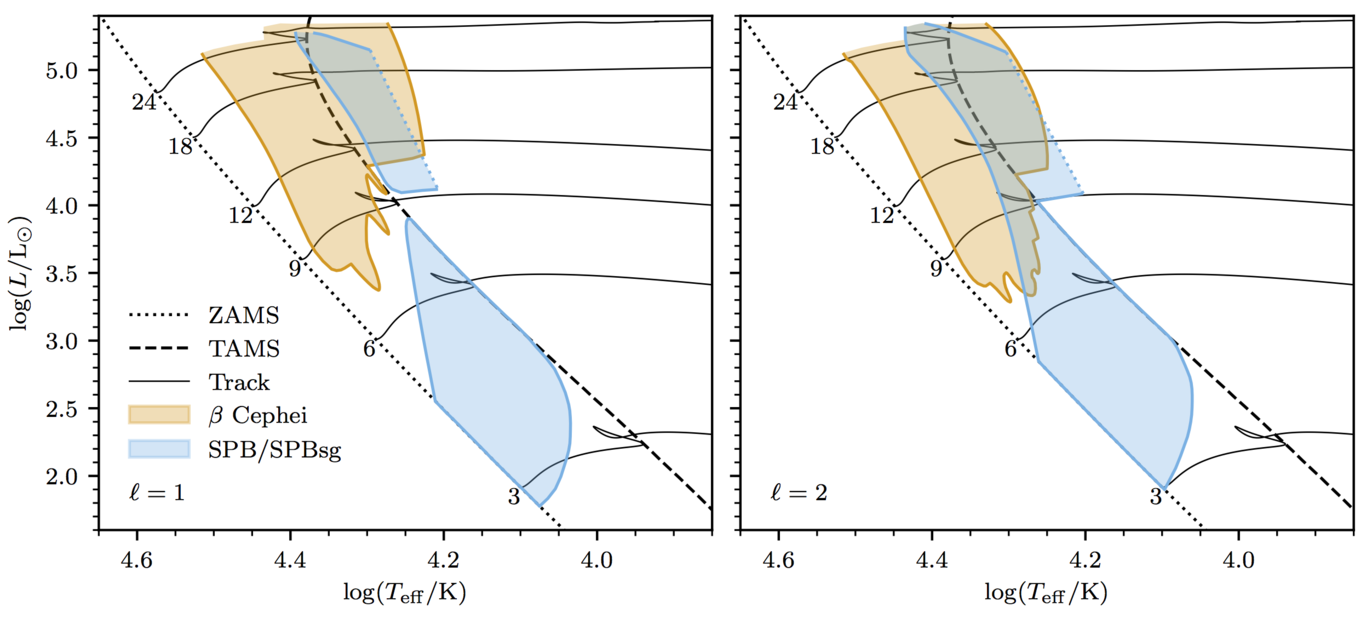 log(L/L☉)
5.0
4.5
4.0
3.5
3.0
2.5
2.0
24
18
12
9
6
3
ZAMS
TAMS
Track
β Cephei
SPB/SPBsg
ℓ = 1
4.6 4.4 4.2 4.0
log(Teff/K)
24
18
12
9
6
3
ℓ = 2
4.6 4.4 4.2 4.0
log(Teff/K)